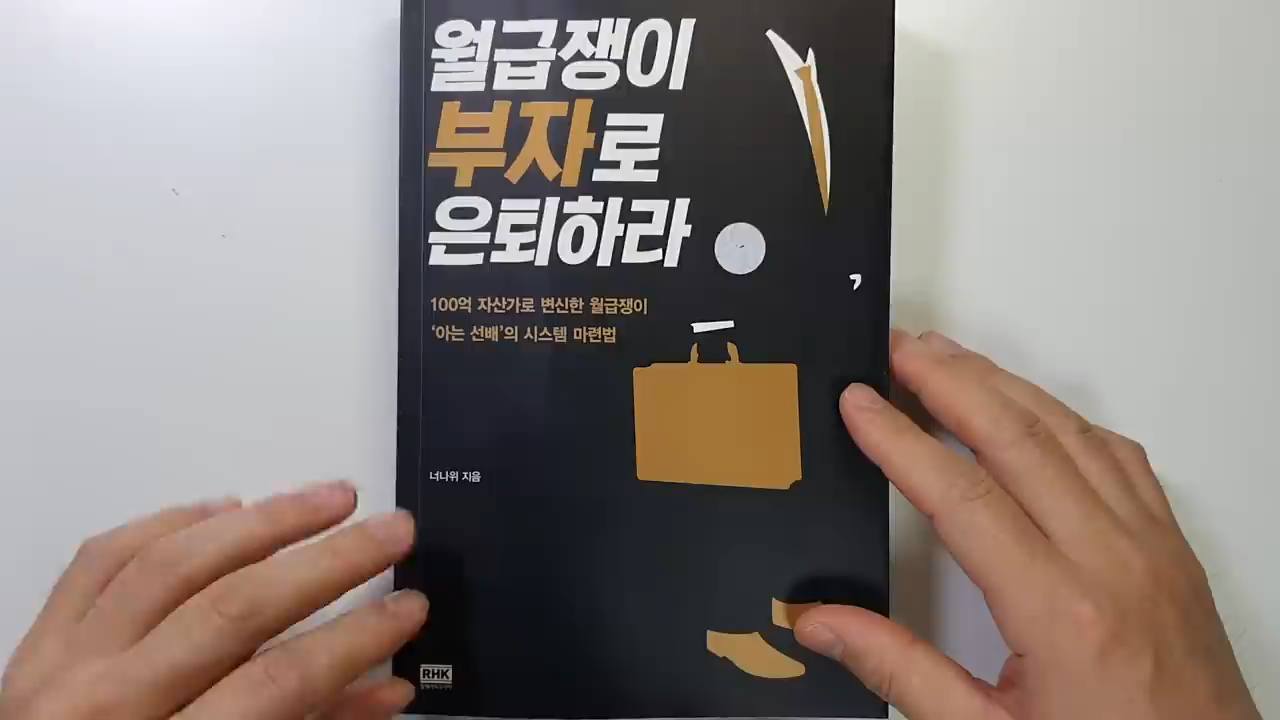 월급쟁이
부자로
은퇴하라
100억 자산가로 변신한 월급쟁이
‘아는 선배’의 시스템 마련법
너나위 지음
RHK